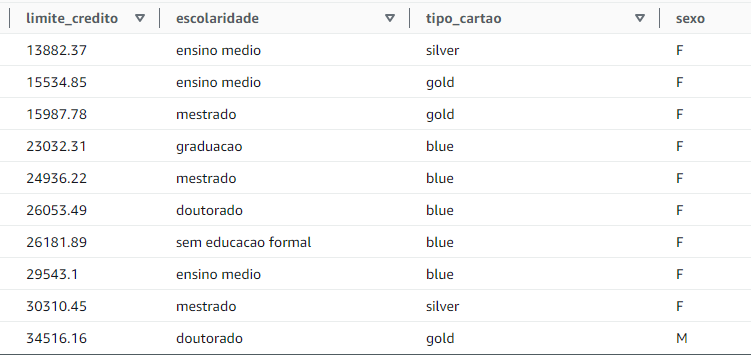 limite_credito escolaridade tipo_cartao sexo
13882.37 ensino medio silver F
15534.85 ensino medio gold F
15987.78 mestrado gold F
23032.31 graduacao blue F
24936.22 mestrado blue F
26053.49 doutorado blue F
26181.89 sem educacao formal blue F
29543.1 ensino medio blue F
30310.45 mestrado silver F
34516.16 doutorado gold M